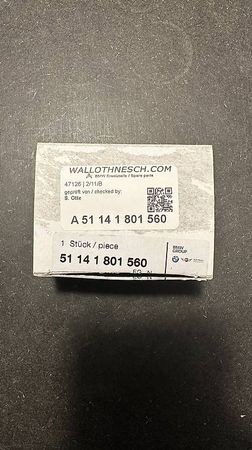 WALLOTHNESCH.COM
BMW Ersatzteile / Spare parts
47126 | 2/11/B
geprüft von / checked by:
S. Otte
A 51 14 1 801 560
1 Stück / piece
BMW
GROUP
51 14 1 801 560